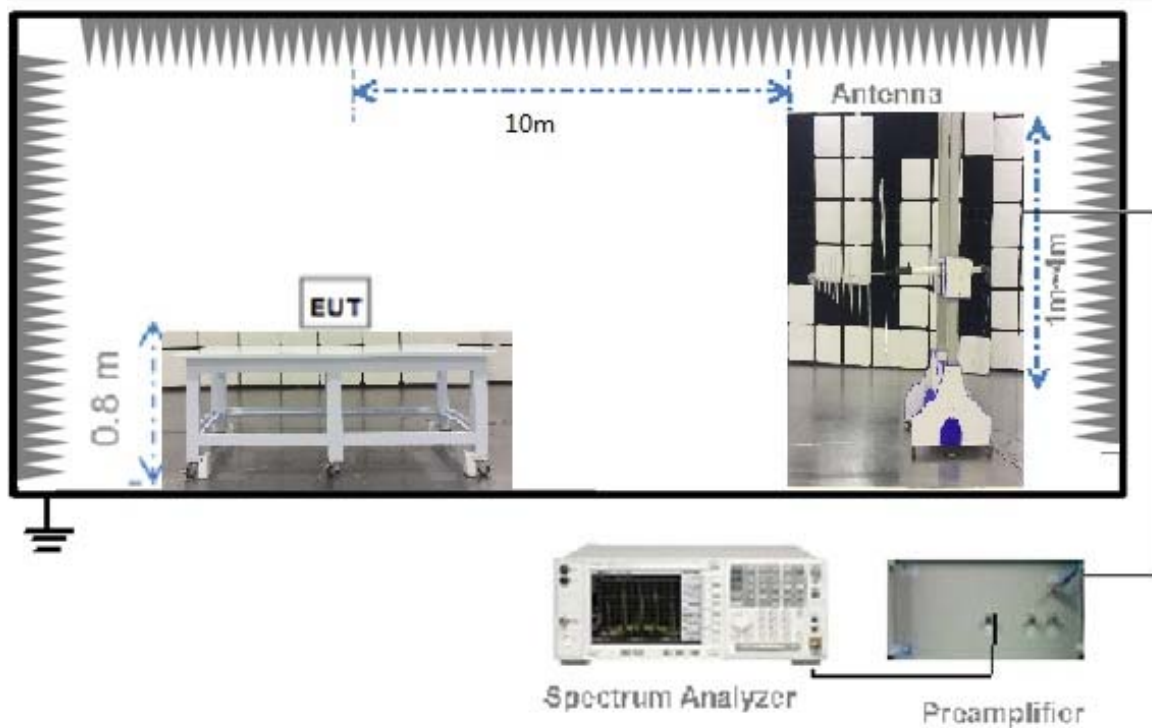 Antenna
10m
1m~4m
EUT
0.8 m
Spectrum Analyzer
Preamplifier